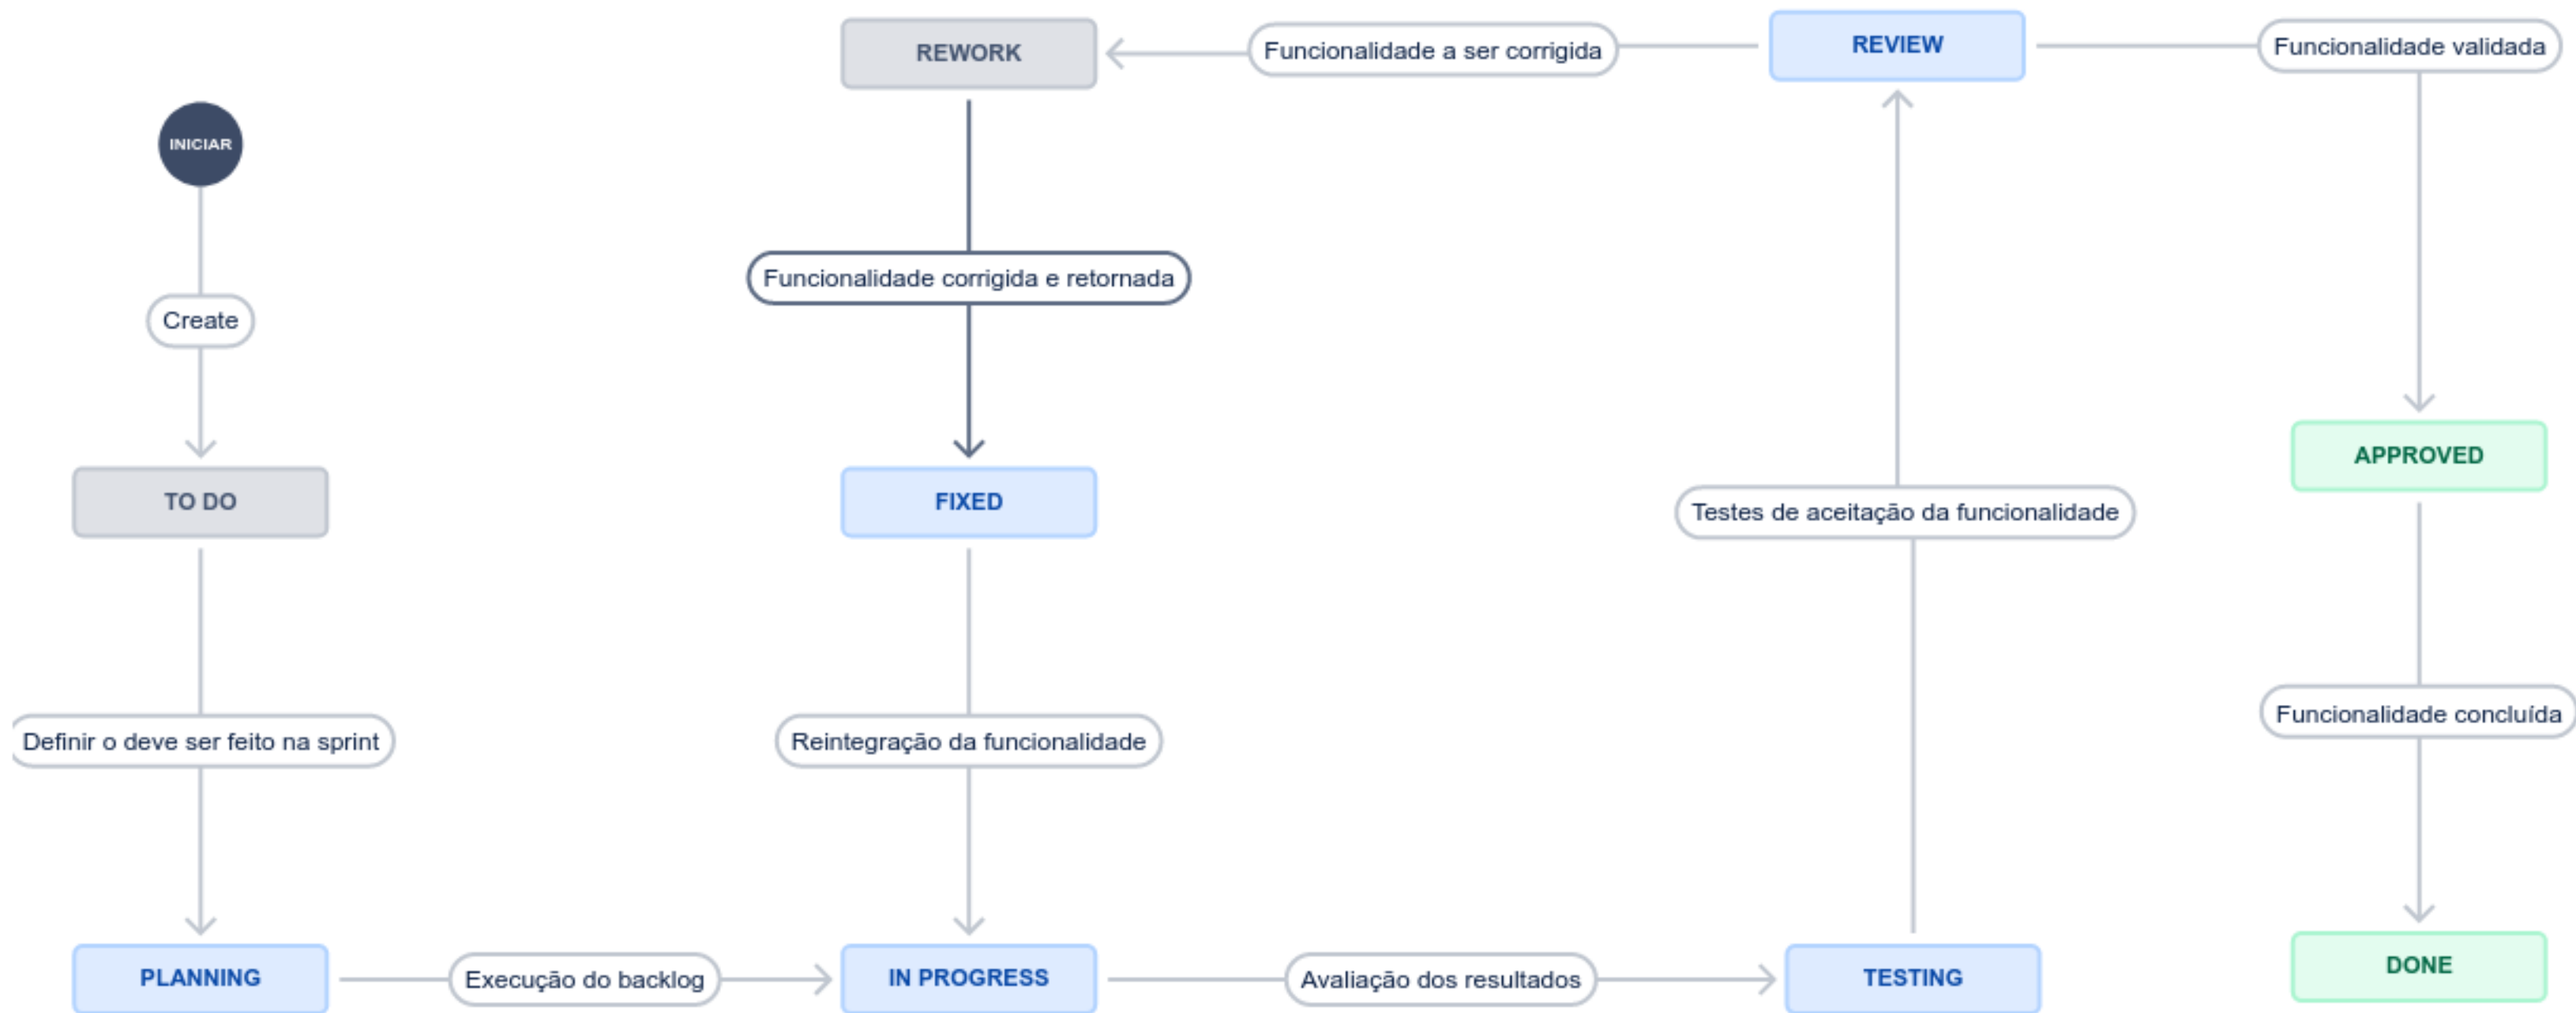 REWORK
Funcionalidade a ser corrigida
REVIEW
Funcionalidade validada
INICIAR
Funcionalidade corrigida e retornada
Create
APPROVED
TO DO
FIXED
Testes de aceitação da funcionalidade
Definir o deve ser feito na sprint
Reintegração da funcionalidade
Funcionalidade concluída
PLANNING
Execução do backlog
IN PROGRESS
Avaliação dos resultados
TESTING
DONE